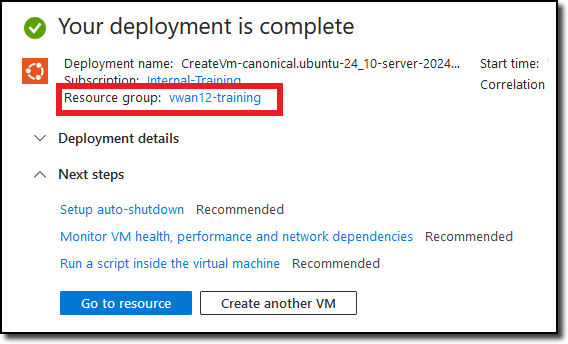 Your deployment is complete
Deployment name: CreateVm-canonical.ubuntu-24_10-server-2024... Start time:
Subscription: Internal-Training Correlation
Resource group: vwan12-training
Deployment details
Next steps
Setup auto-shutdown Recommended
Monitor VM health, performance and network dependencies Recommended
Run a script inside the virtual machine Recommended
Go to resource Create another VM